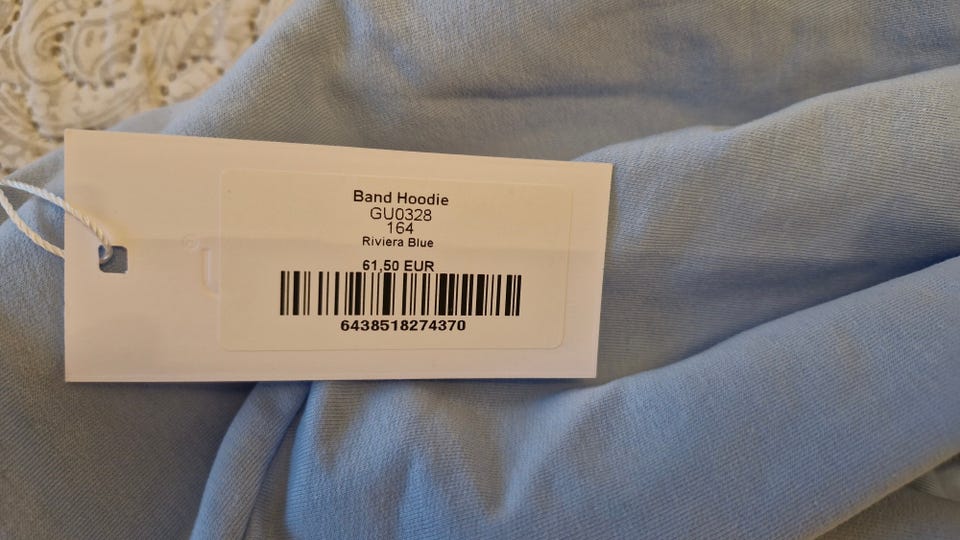 Band Hoodie
GU0328
164
Riviera Blue
61,50 EUR
6438518274370